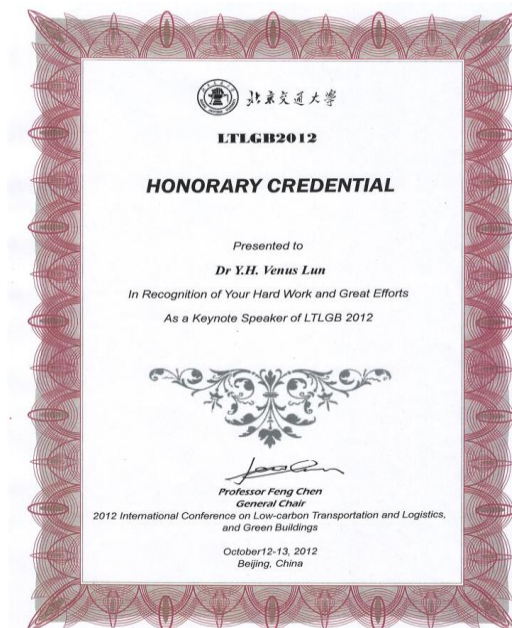 北京交通大学
LTLGB2012
HONORARY CREDENTIAL
Presented to
Dr Y.H. Venus Lun
In Recognition of Your Hard Work and Great Efforts
As a Keynote Speaker of LTLGB 2012
Professor Feng Chen
General Chair
2012 International Conference on Low-carbon Transportation and Logistics,
and Green Buildings
October12-13, 2012
Beijing, China